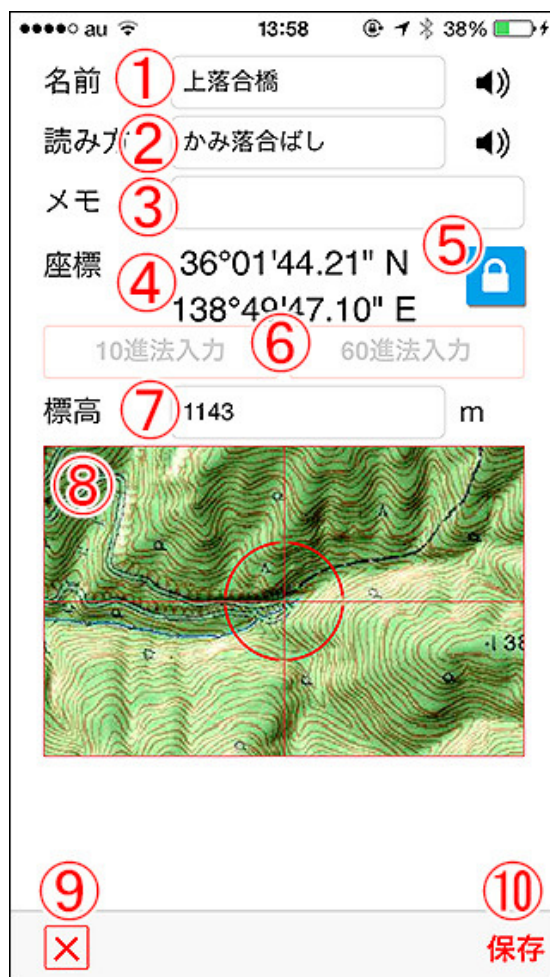 au 13:58 38%
名前 ① 上落合橋
読み方 ② かみ落合ばし
メモ ③
⑤
座標 ④ 36°01'44.21" N
138°49'47.10" E
10進法入力 ⑥ 60進法入力
標高 ⑦ 1143 m
⑧
138
⑨ ⑩
× 保存